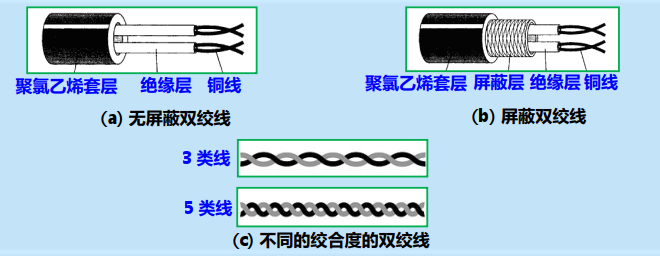 聚氯乙烯套层 绝缘层 铜线
(a) 无屏蔽双绞线
聚氯乙烯套层 屏蔽层 绝缘层 铜线
(b) 屏蔽双绞线
3 类线
5 类线
(c) 不同的绞合度的双绞线